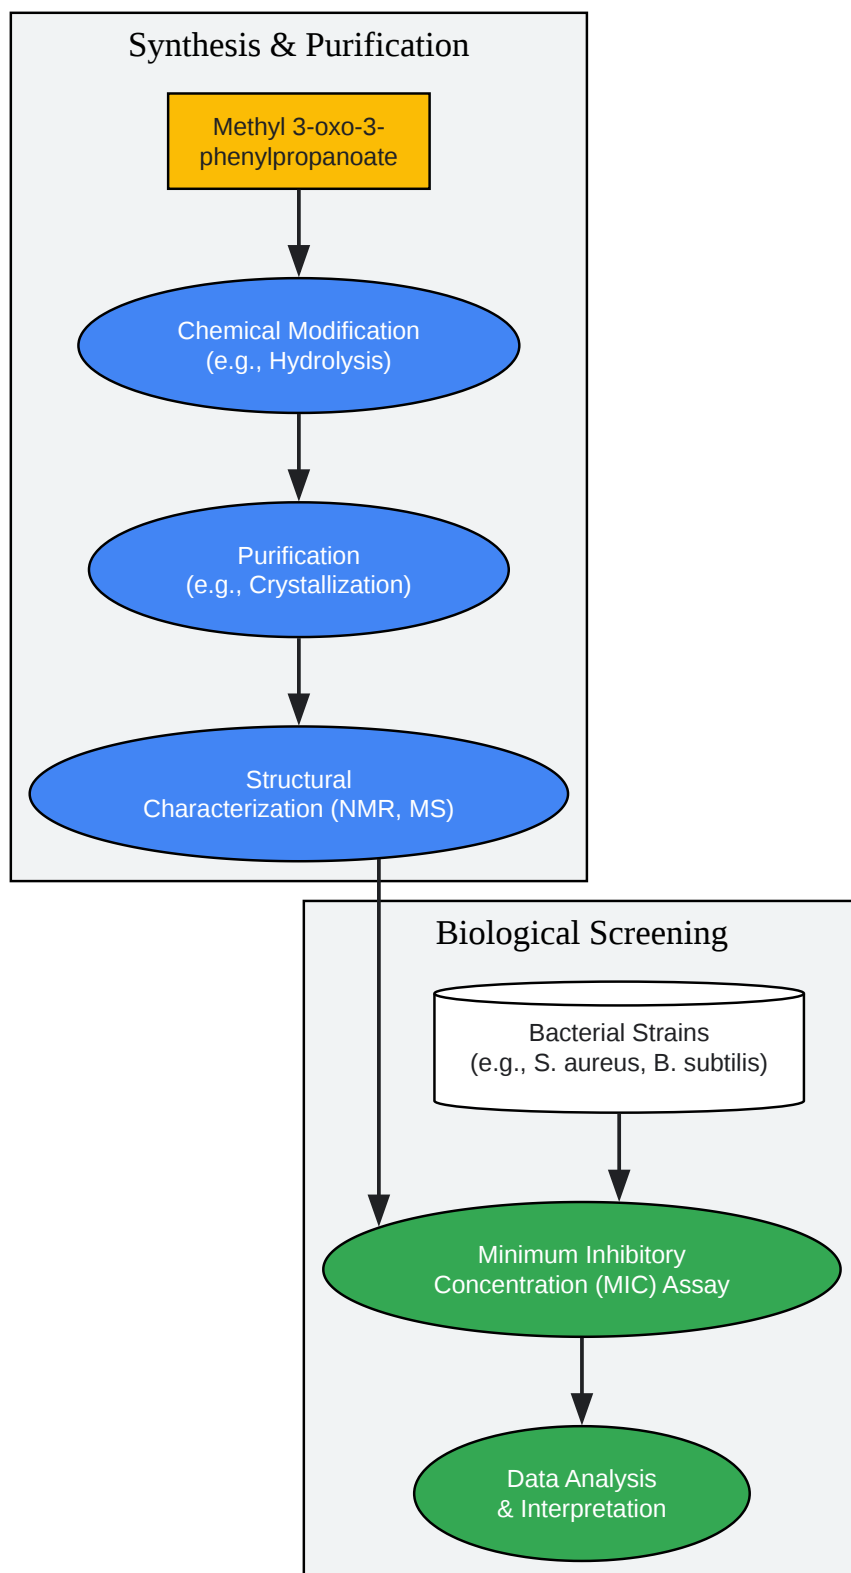 Synthesis & Purification
Methyl 3-oxo-3-
phenylpropanoate
Chemical Modification
(e.g., Hydrolysis)
Purification
(e.g., Crystallization)
Structural
Characterization (NMR, MS)
Biological Screening
Bacterial Strains
(e.g., S. aureus, B. subtilis)
Minimum Inhibitory
Concentration (MIC) Assay
Data Analysis
& Interpretation